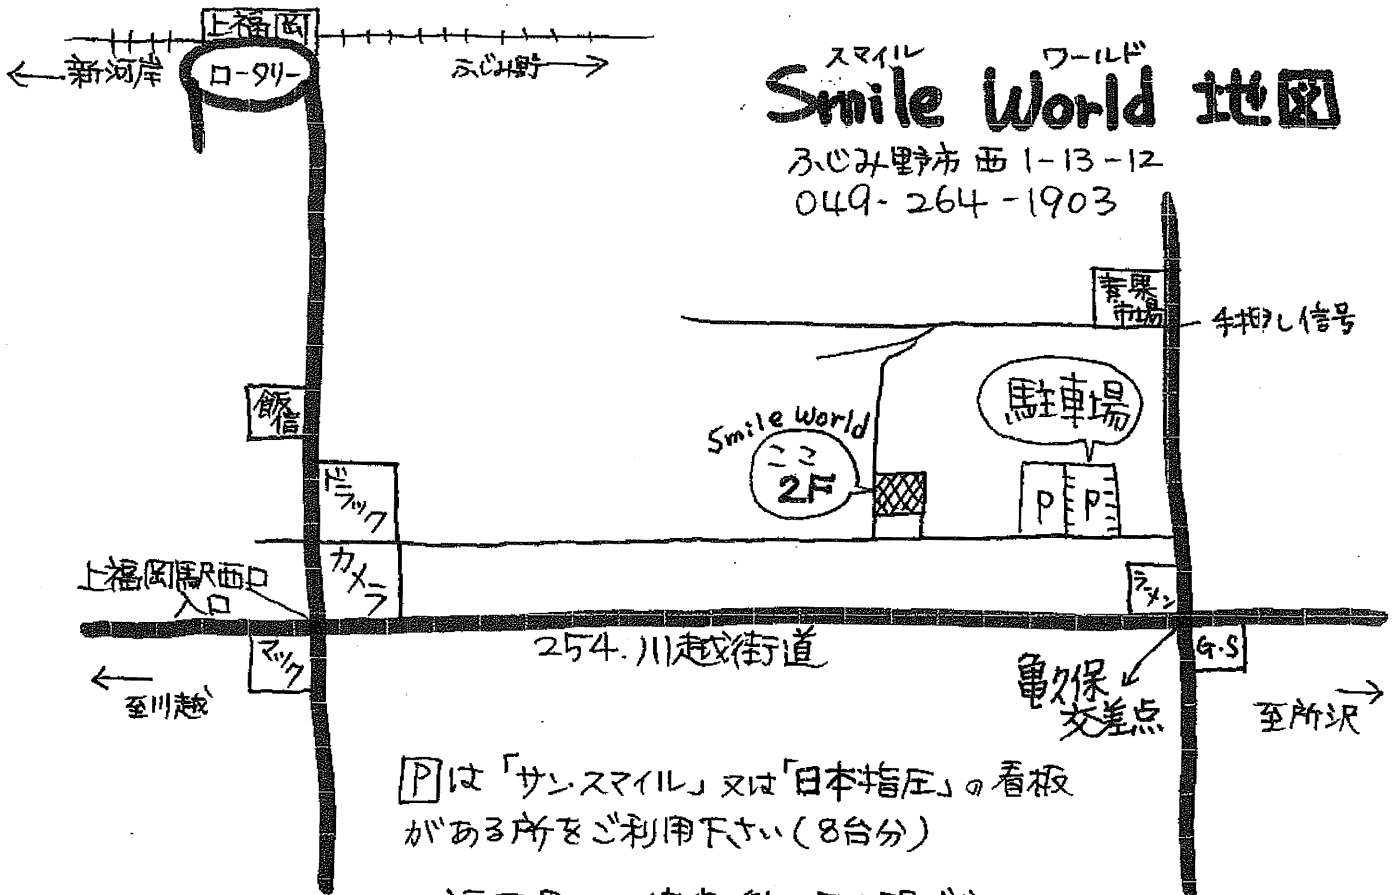 上福岡
←新河岸
ロータリー
ふじみ野→
スマイル ワールド
Smile World 地図
ふじみ野市 西 1-13-12
049-264-1903
青果
市場
手押し信号
駐車場
飯
信
Smile World
ここ
2F
P P
ドラック
カメラ
ラーメン
上福岡駅西口
入口
マック
254.川越街道
G.S
←
至川越
亀久保
交差点
→
至所沢
Pは「サン・スマイル」又は「日本指圧」の看板
がある所をご利用下さい(8台分)